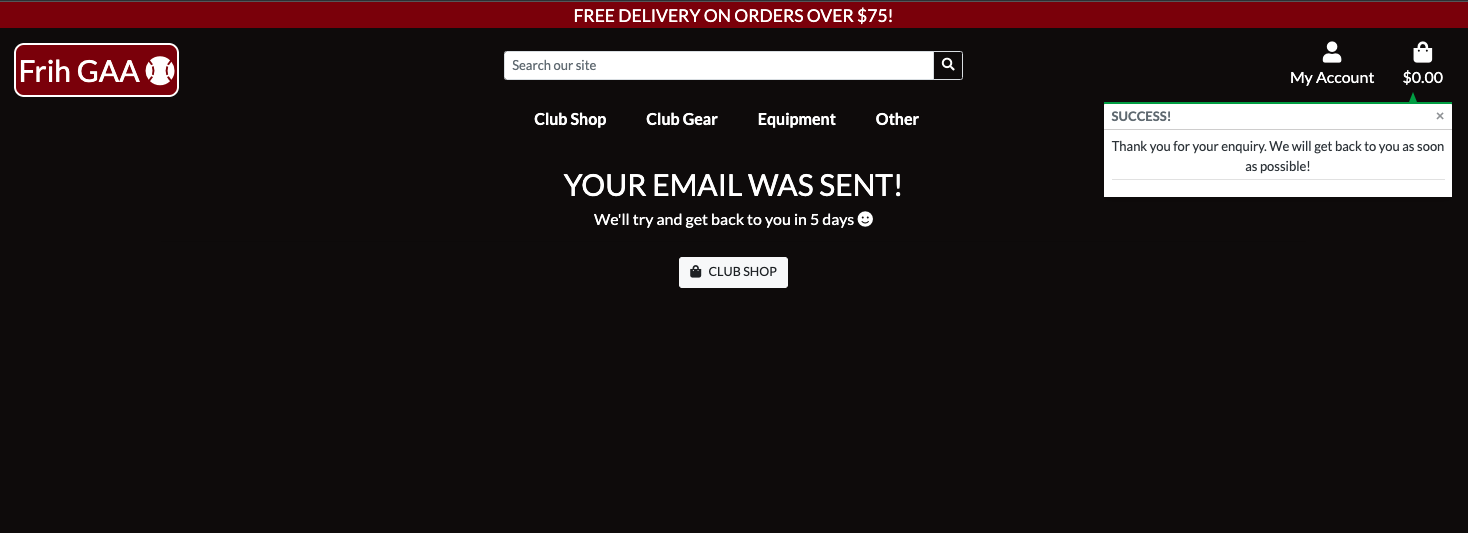 FREE DELIVERY ON ORDERS OVER $75!
Frih GAA
Search our site
My Account
$0.00
Club Shop
Club Gear
Equipment
Other
SUCCESS!
×
Thank you for your enquiry. We will get back to you as soon
as possible!
YOUR EMAIL WAS SENT!
We'll try and get back to you in 5 days
CLUB SHOP